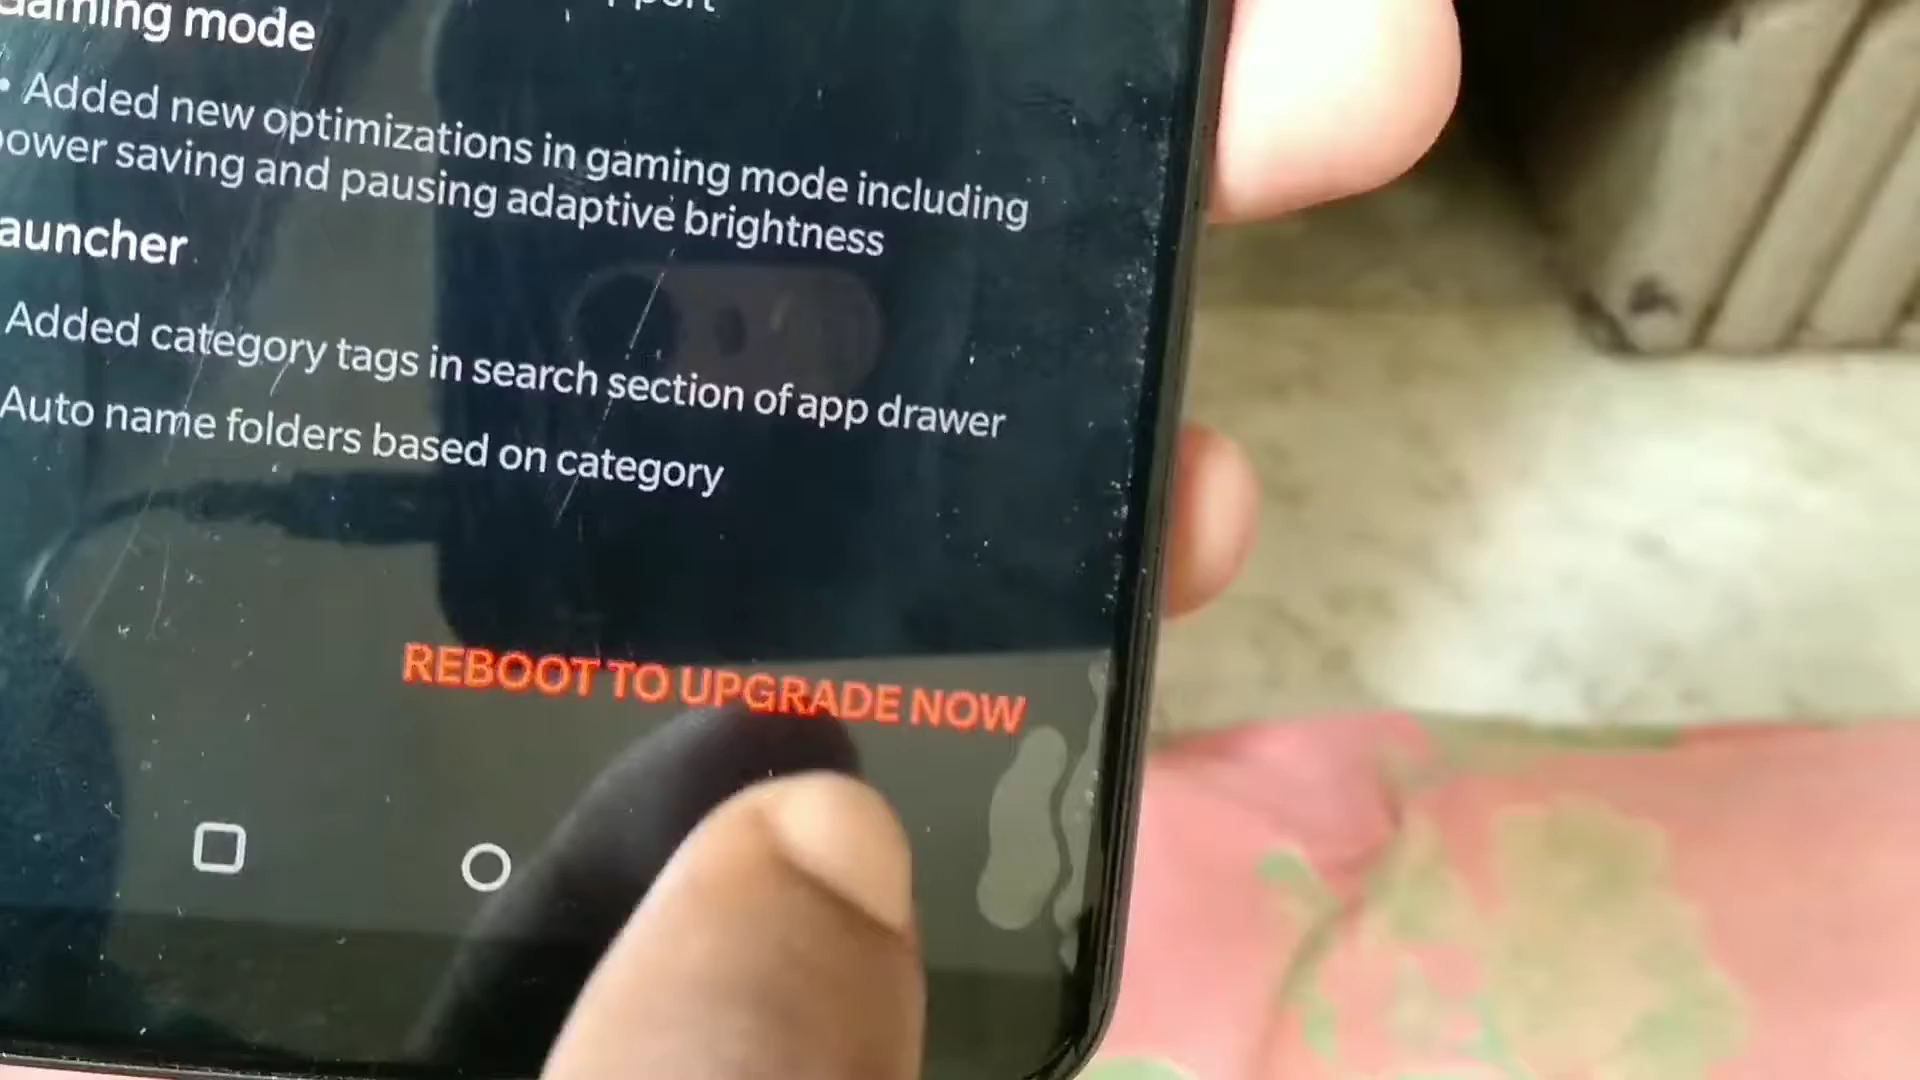 Gaming mode
• Added new optimizations in gaming mode including
power saving and pausing adaptive brightness
auncher
Added category tags in search section of app drawer
Auto name folders based on category
REBOOT TO UPGRADE NOW